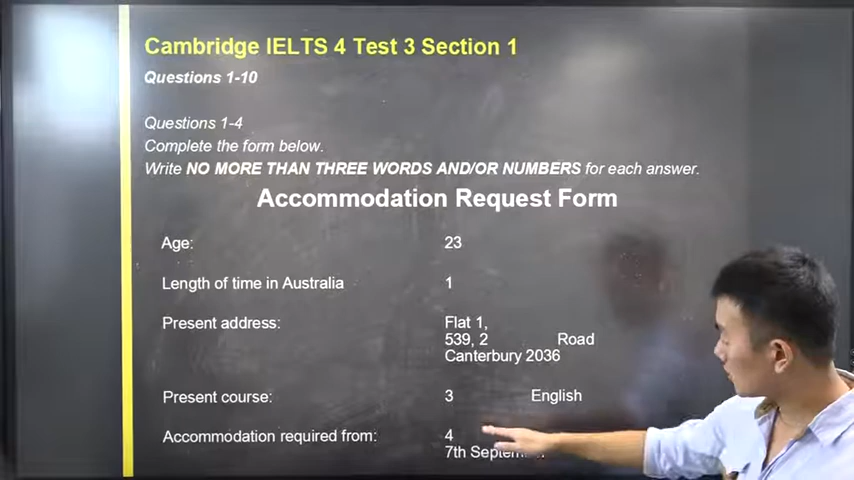 Cambridge IELTS 4 Test 3 Section 1
Questions 1-10
Questions 1-4
Complete the form below.
Write NO MORE THAN THREE WORDS AND/OR NUMBERS for each answer.
Accommodation Request Form
Age: 23
Length of time in Australia 1
Present address: Flat 1,
539, 2 Road
Canterbury 2036
Present course: 3 English
Accommodation required from: 4
7th